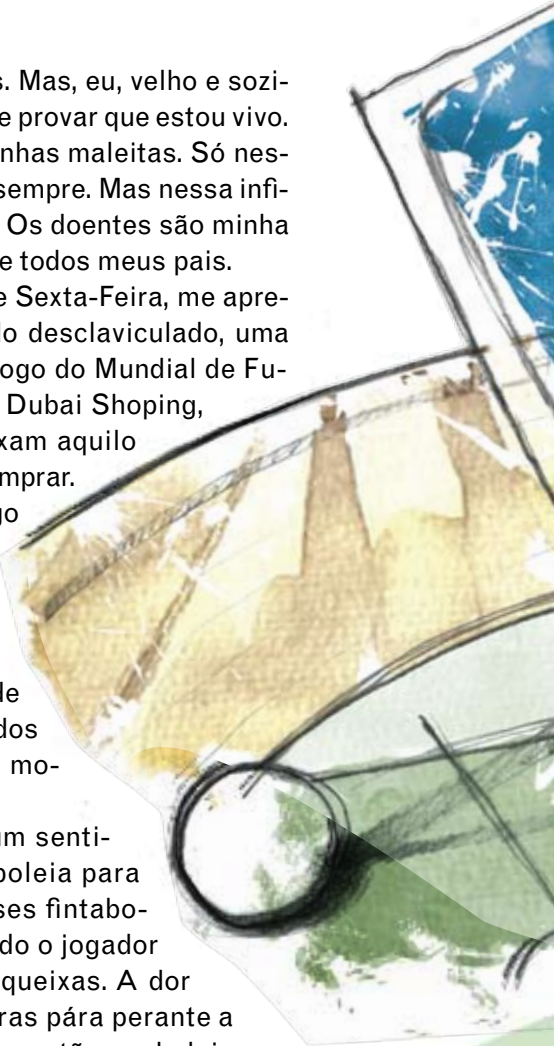 s. Mas, eu, velho e sozi-
e provar que estou vivo.
nhas maleitas. Só nes-
sempre. Mas nessa infi-
Os doentes são minha
e todos meus pais.
e Sexta-Feira, me apre-
lo desclaviculado, uma
ogo do Mundial de Fu-
Dubai Shoping,
xam aquilo
mprar.
go
de
dos
mo-
um senti-
boleia para
ses fintabo-
do o jogador
queixas. A dor
ras pára perante a